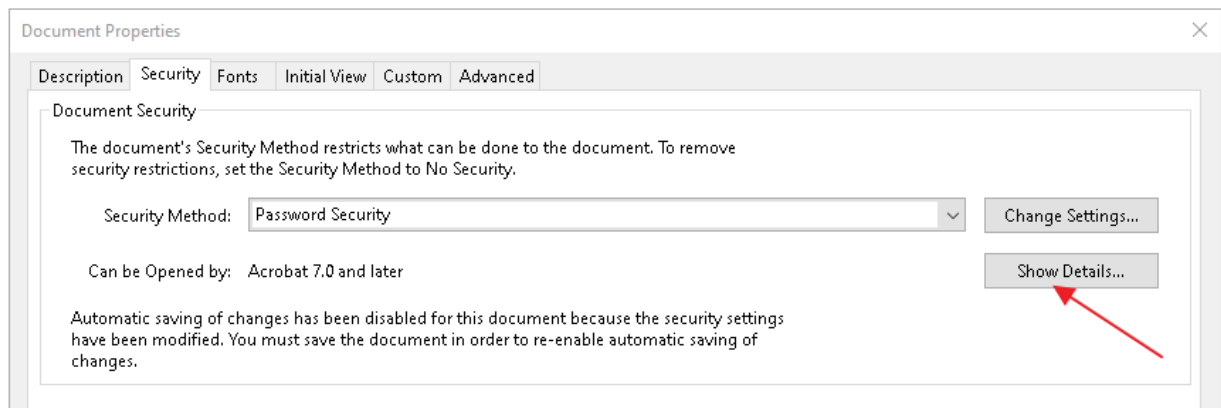 Document Properties
Description Security Fonts Initial View Custom Advanced
Document Security
The document's Security Method restricts what can be done to the document. To remove
security restrictions, set the Security Method to No Security.
Security Method: Password Security Change Settings...
Can be Opened by: Acrobat 7.0 and later Show Details...
Automatic saving of changes has been disabled for this document because the security settings
have been modified. You must save the document in order to re-enable automatic saving of
changes.